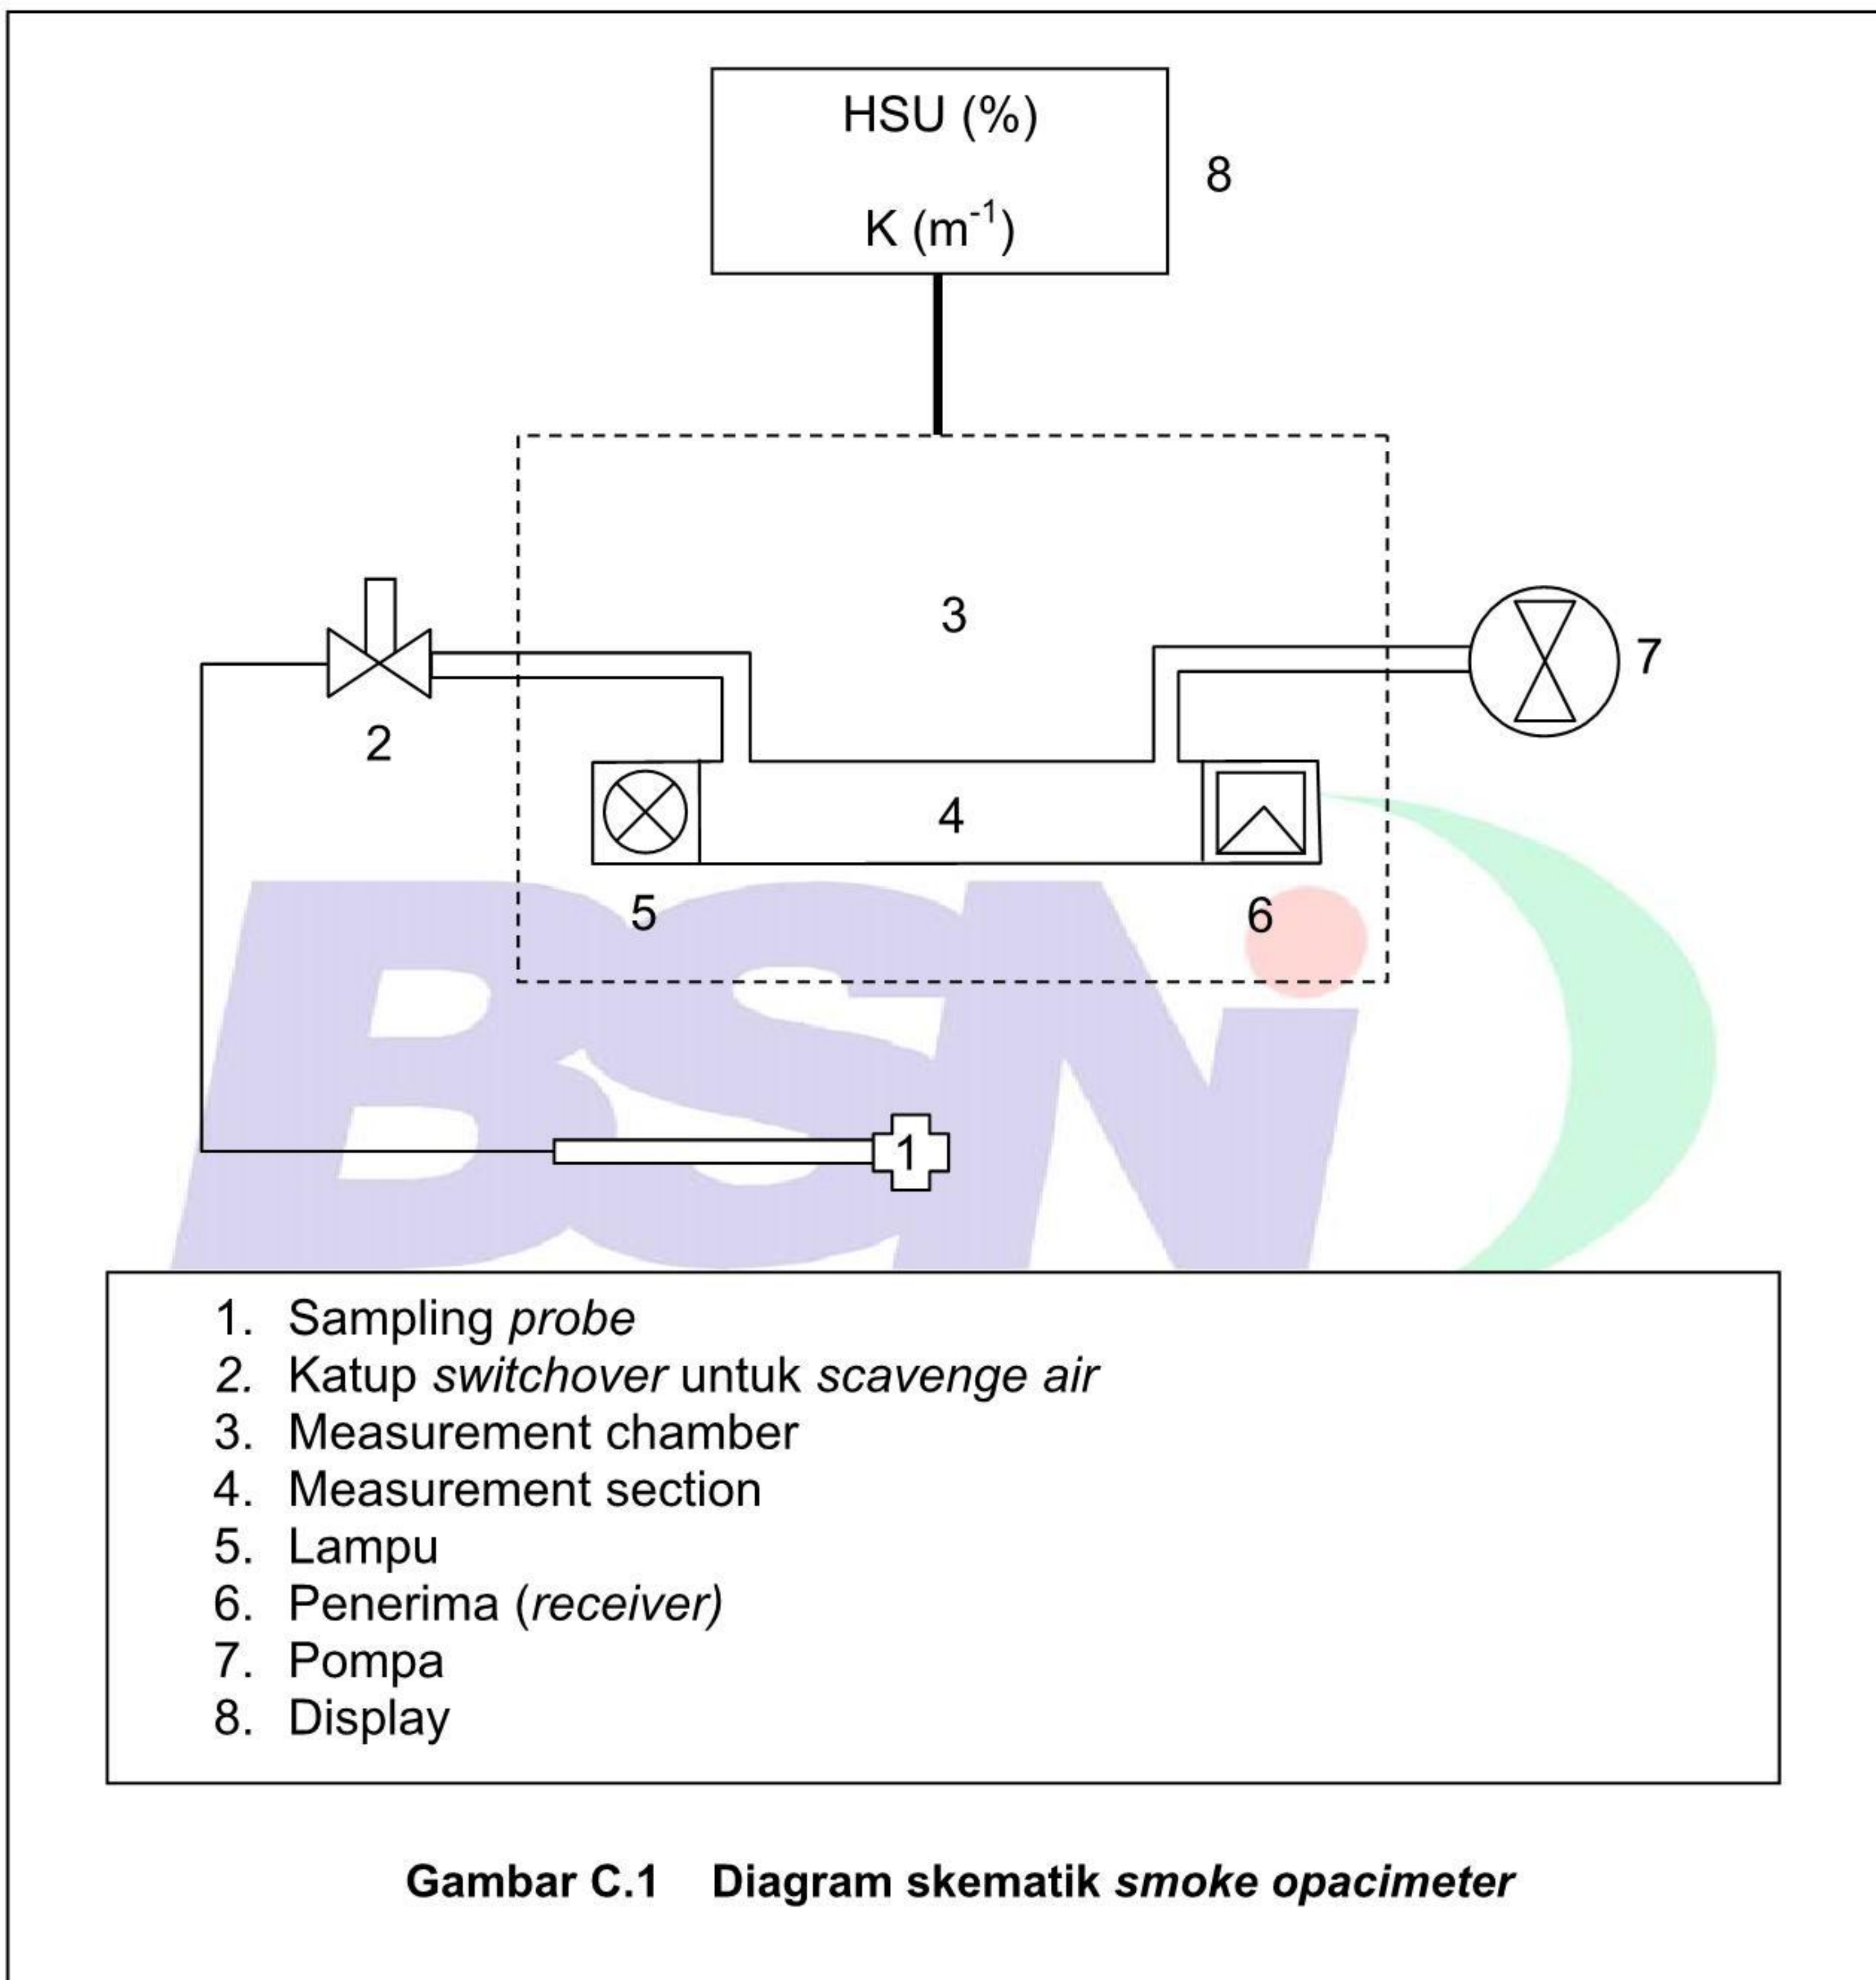 HSU (%)
K (m⁻¹)
8
3
7
2
4
5
6
1
BSNi
1. Sampling probe
2. Katup switchover untuk scavenge air
3. Measurement chamber
4. Measurement section
5. Lampu
6. Penerima (receiver)
7. Pompa
8. Display
Gambar C.1 Diagram skematik smoke opacimeter